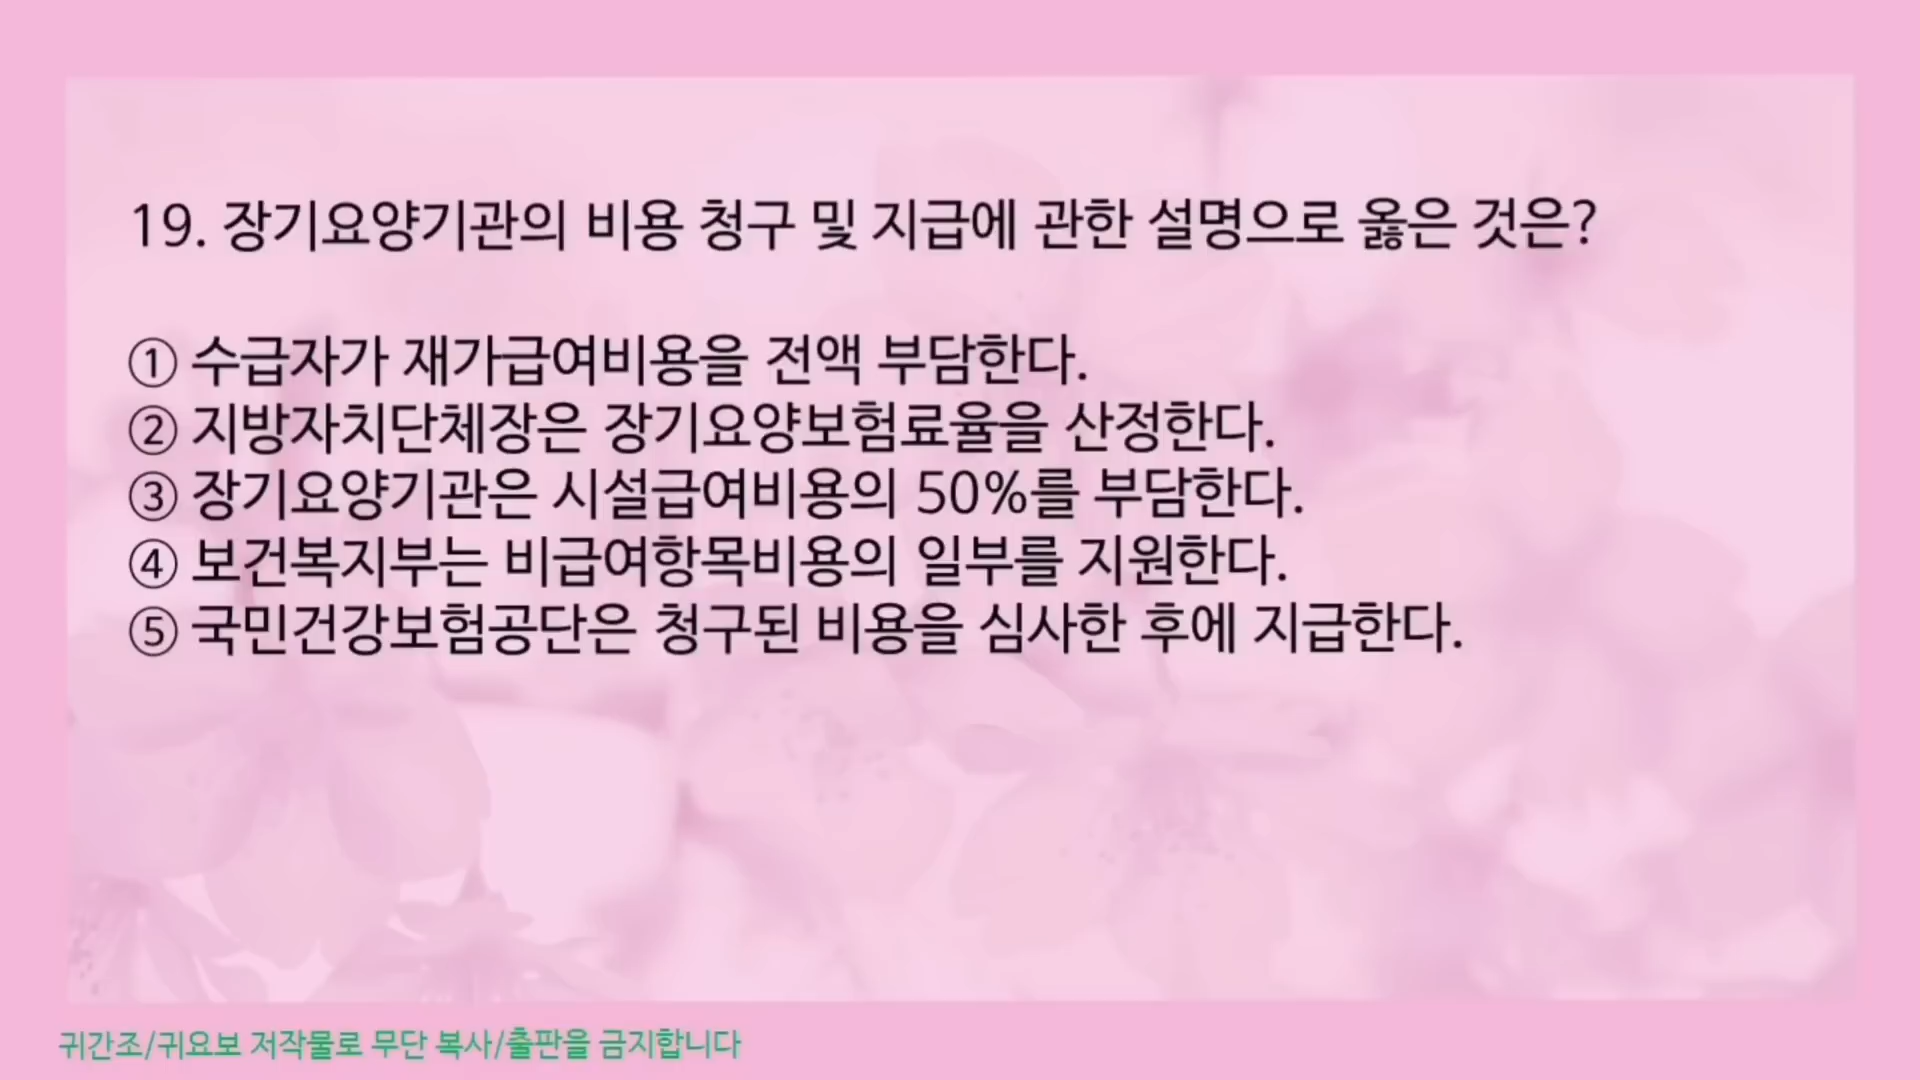 19. 장기요양기관의 비용 청구 및 지급에 관한 설명으로 옳은 것은?
① 수급자가 재가급여비용을 전액 부담한다.
② 지방자치단체장은 장기요양보험료율을 산정한다.
③ 장기요양기관은 시설급여비용의 50%를 부담한다.
④ 보건복지부는 비급여항목비용의 일부를 지원한다.
⑤ 국민건강보험공단은 청구된 비용을 심사한 후에 지급한다.
귀간조/귀요보 저작물로 무단 복사/출판을 금지합니다